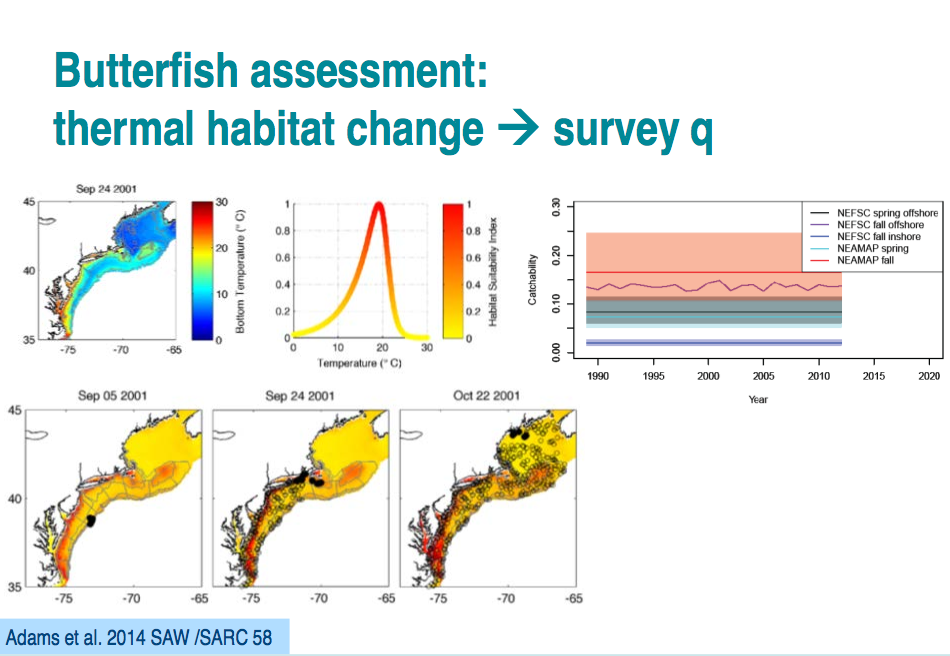 Butterfish assessment:
thermal habitat change → survey q
Sep 24 2001
45
40
35
-75
-70
-65
30
20
10
0
Bottom Temperature (° C)
1
0.8
0.6
0.4
0.2
0
0
10
20
30
Temperature (° C)
1
0.8
0.6
0.4
0.2
0
Habitat Suitability Index
0.30
0.20
0.10
0.00
Catchability
NEFSC spring offshore
NEFSC fall offshore
NEFSC fall inshore
NEAMAP spring
NEAMAP fall
1990
1995
2000
2005
2010
2015
2020
Year
Sep 05 2001
45
40
35
-75
-70
-65
Sep 24 2001
-75
-70
-65
Oct 22 2001
-75
-70
-65
Adams et al. 2014 SAW /SARC 58